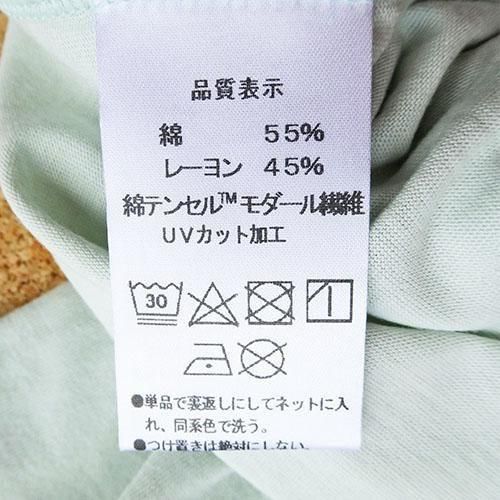 品質表示
綿 55%
レーヨン 45%
綿テンセル™モダール繊維
UVカット加工
30
●単品で裏返しにしてネットに入
れ、同系色で洗う。
●つけ置きは絶対にしない。